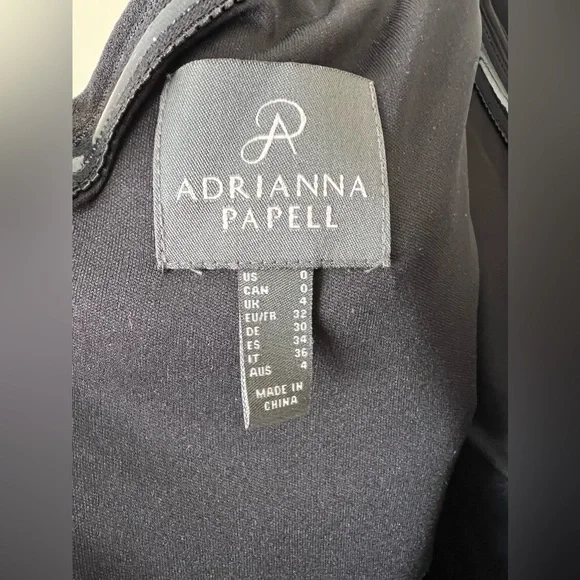 ADRIANNA
PAPELL
US 0
CAN 0
UK 4
EU/FR 32
DE 30
ES 34
IT 36
AUS 4
MADE IN
CHINA